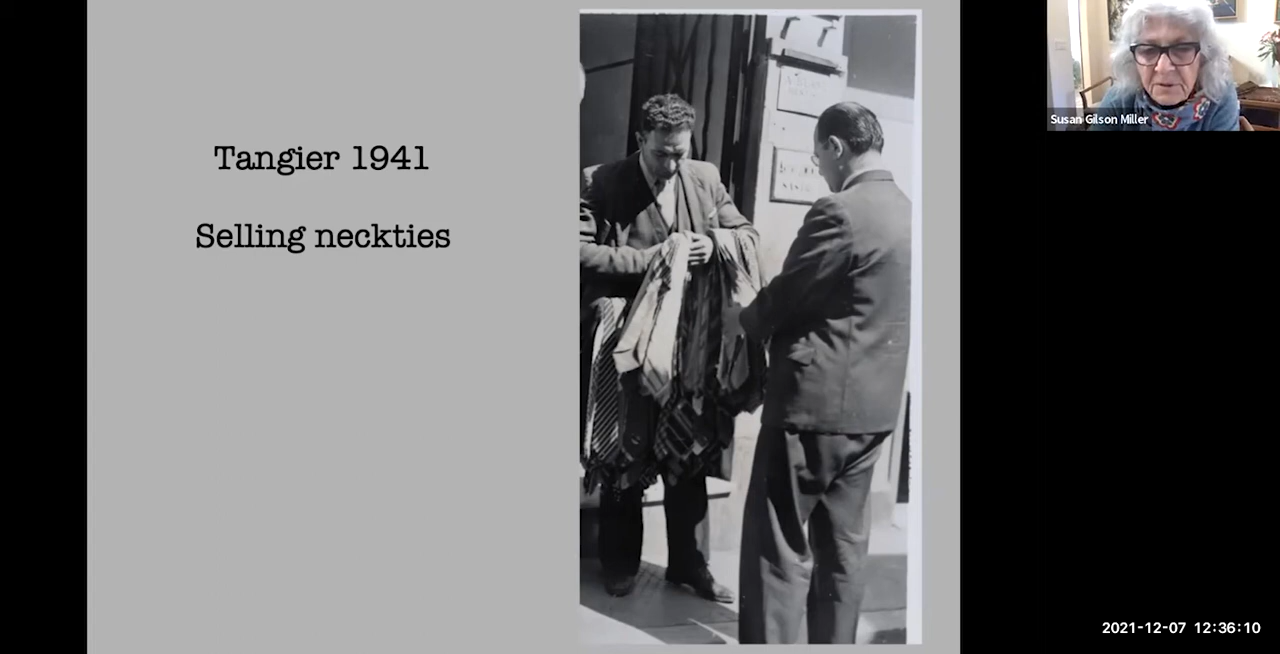 Tangier 1941
Selling neckties
Susan Gilson Miller
2021-12-07 12:36:10